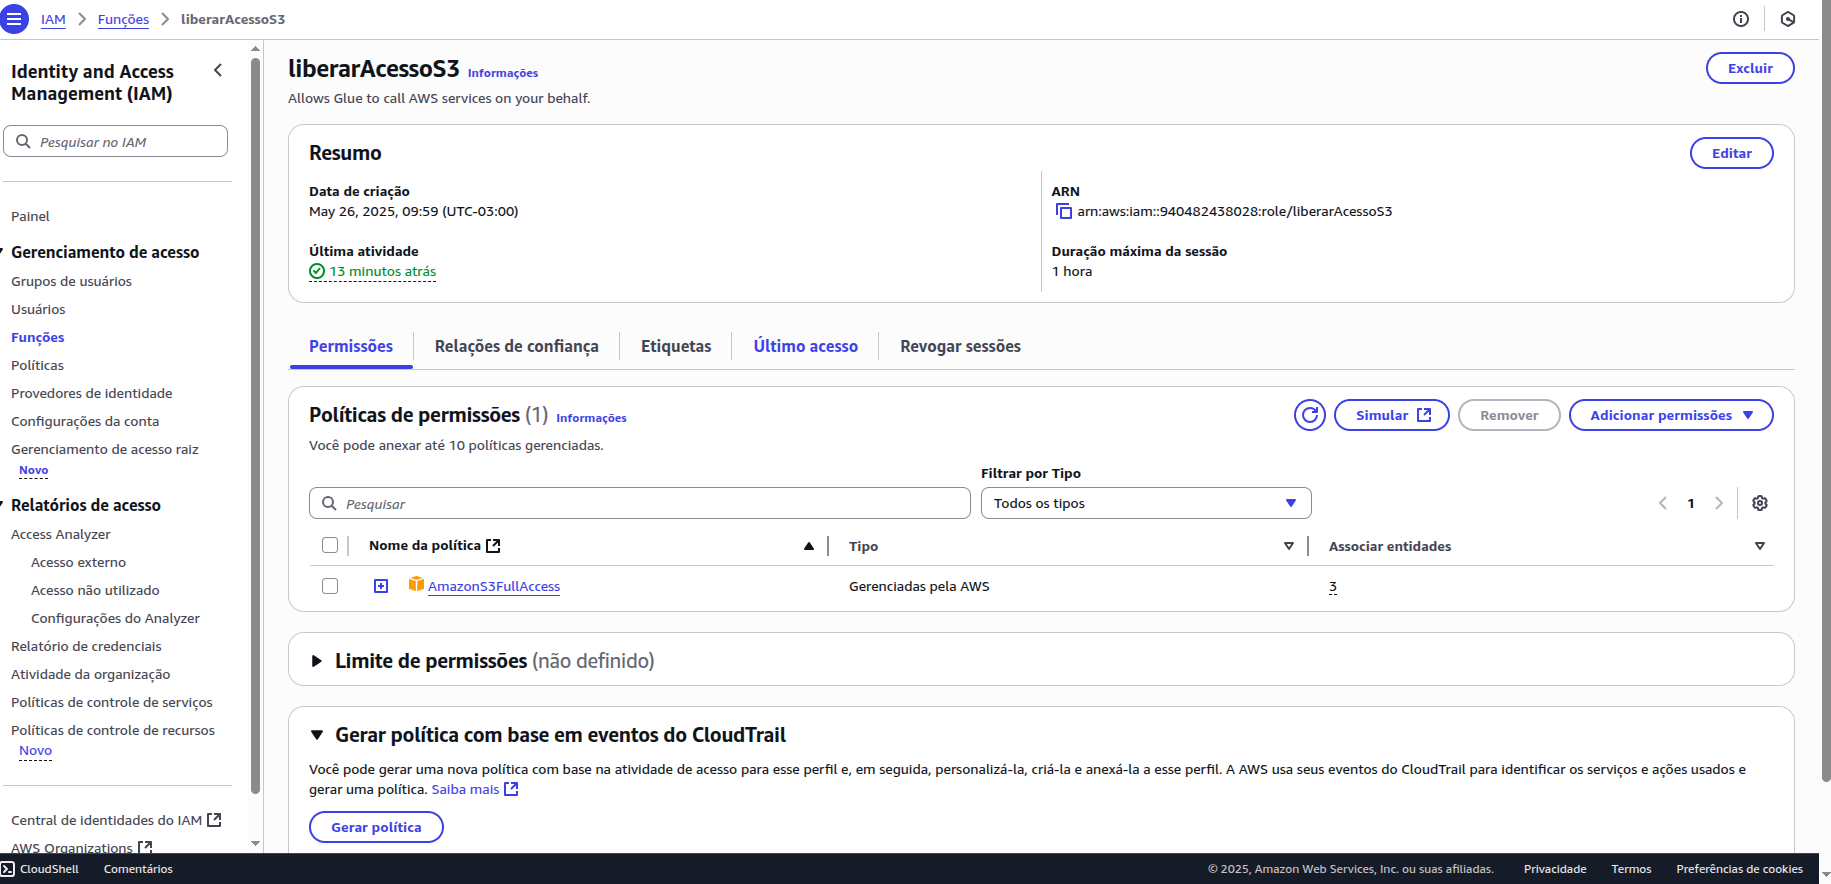 IAM > Funções > liberarAcessoS3
Identity and Access
Management (IAM)
Pesquisar no IAM
Painel
Gerenciamento de acesso
Grupos de usuários
Usuários
Funções
Políticas
Provedores de identidade
Configurações da conta
Gerenciamento de acesso raiz
Novo
Relatórios de acesso
Access Analyzer
Acesso externo
Acesso não utilizado
Configurações do Analyzer
Relatório de credenciais
Atividade da organização
Políticas de controle de serviços
Políticas de controle de recursos
Novo
Central de identidades do IAM
AWS Organizations
liberarAcessoS3 Informações
Excluir
Allows Glue to call AWS services on your behalf.
Resumo
Editar
Data de criação
May 26, 2025, 09:59 (UTC-03:00)
ARN
arn:aws:iam::940482438028:role/liberarAcessoS3
Última atividade
13 minutos atrás
Duração máxima da sessão
1 hora
Permissões Relações de confiança Etiquetas Último acesso Revogar sessões
Políticas de permissões (1) Informações
Simular Remover Adicionar permissões
Você pode anexar até 10 políticas gerenciadas.
Filtrar por Tipo
Pesquisar Todos os tipos 1
Nome da política Tipo Associar entidades
AmazonS3FullAccess Gerenciadas pela AWS 3
Limite de permissões (não definido)
Gerar política com base em eventos do CloudTrail
Você pode gerar uma nova política com base na atividade de acesso para esse perfil e, em seguida, personalizá-la, criá-la e anexá-la a esse perfil. A AWS usa seus eventos do CloudTrail para identificar os serviços e ações usados e
gerar uma política. Saiba mais
Gerar política
CloudShell Comentários © 2025, Amazon Web Services, Inc. ou suas afiliadas. Privacidade Termos Preferências de cookies